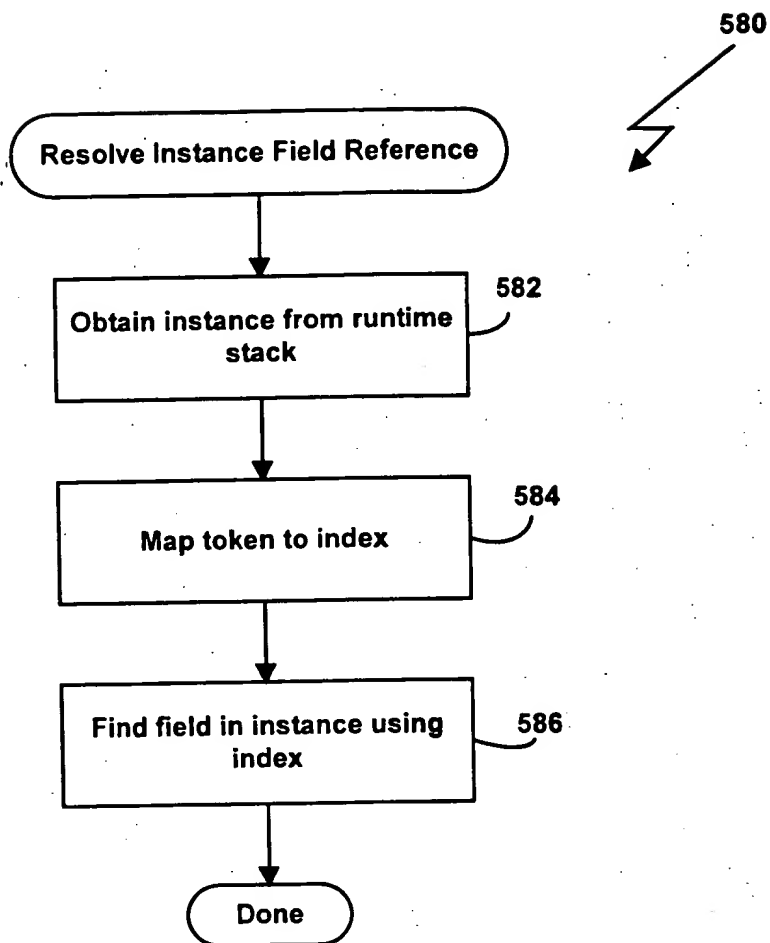 580
Resolve Instance Field Reference
582
Obtain instance from runtime
stack
584
Map token to index
586
Find field in instance using
index
Done